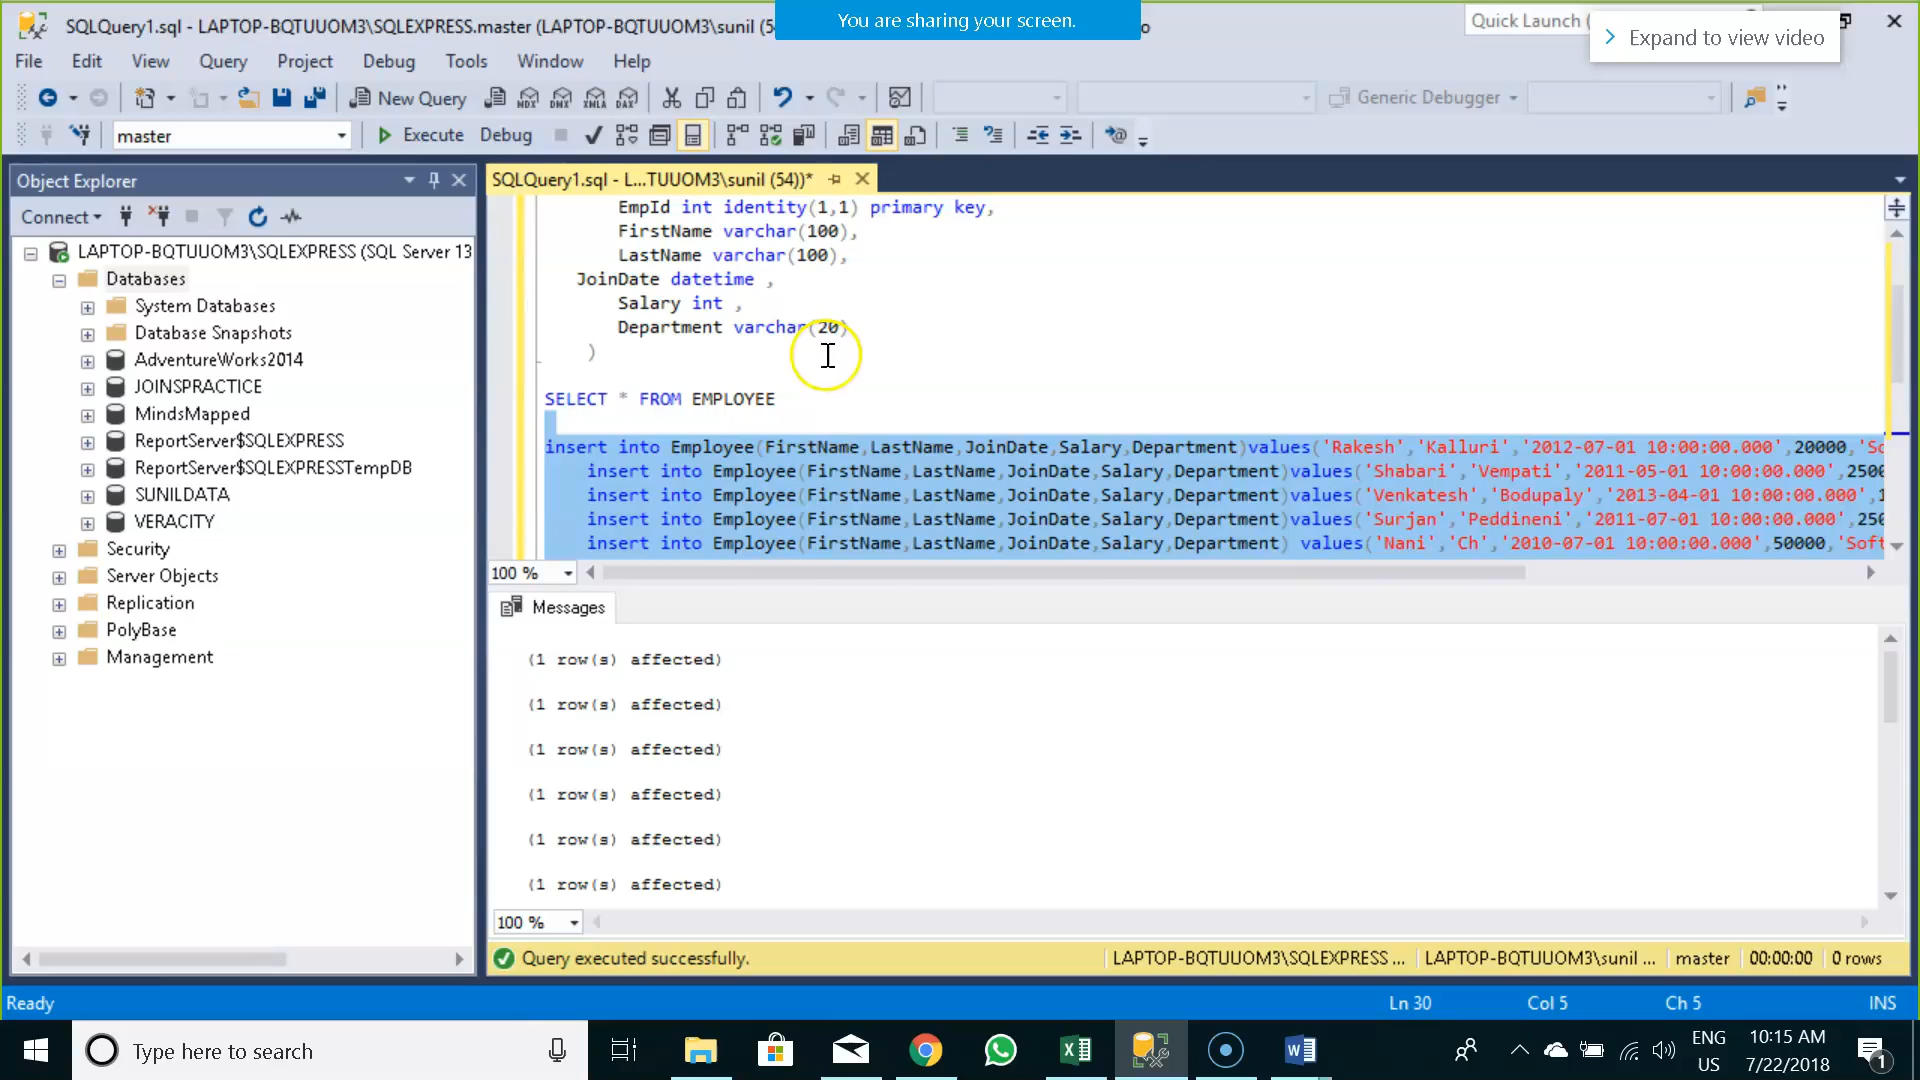 SQLQuery1.sql - LAPTOP-BQTUUOM3\SQLEXPRESS.master (LAPTOP-BQTUUOM3\sunil (5
You are sharing your screen.
Quick Launch (
Expand to view video
File Edit View Query Project Debug Tools Window Help
New Query
MDX DMX XMLA DAX
Generic Debugger
master
Execute Debug
Object Explorer
Connect
LAPTOP-BQTUUOM3\SQLEXPRESS (SQL Server 13
Databases
System Databases
Database Snapshots
AdventureWorks2014
JOINSPRACTICE
MindsMapped
ReportServer$SQLEXPRESS
ReportServer$SQLEXPRESSTempDB
SUNILDATA
VERACITY
Security
Server Objects
Replication
PolyBase
Management
SQLQuery1.sql - L...TUUOM3\sunil (54))*
EmpId int identity(1,1) primary key,
FirstName varchar(100),
LastName varchar(100),
JoinDate datetime ,
Salary int ,
Department varchar(20)
)
SELECT * FROM EMPLOYEE
insert into Employee(FirstName,LastName,JoinDate,Salary,Department)values('Rakesh','Kalluri','2012-07-01 10:00:00.000',20000,'So
insert into Employee(FirstName,LastName,JoinDate,Salary,Department)values('Shabari','Vempati','2011-05-01 10:00:00.000',2500
insert into Employee(FirstName,LastName,JoinDate,Salary,Department)values('Venkatesh','Bodupaly','2013-04-01 10:00:00.000',1
insert into Employee(FirstName,LastName,JoinDate,Salary,Department)values('Surjan','Peddineni','2011-07-01 10:00:00.000',250
insert into Employee(FirstName,LastName,JoinDate,Salary,Department) values('Nani','Ch','2010-07-01 10:00:00.000',50000,'Soft
100 %
Messages
(1 row(s) affected)
(1 row(s) affected)
(1 row(s) affected)
(1 row(s) affected)
(1 row(s) affected)
(1 row(s) affected)
100 %
Query executed successfully.
LAPTOP-BQTUUOM3\SQLEXPRESS ... LAPTOP-BQTUUOM3\sunil ... master 00:00:00 0 rows
Ready
Ln 30 Col 5 Ch 5 INS
Type here to search
ENG
US
10:15 AM
7/22/2018
1